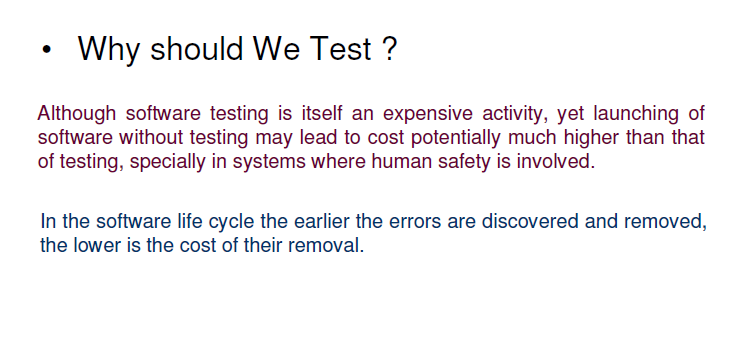 • Why should We Test ?
Although software testing is itself an expensive activity, yet launching of
software without testing may lead to cost potentially much higher than that
of testing, specially in systems where human safety is involved.
In the software life cycle the earlier the errors are discovered and removed,
the lower is the cost of their removal.